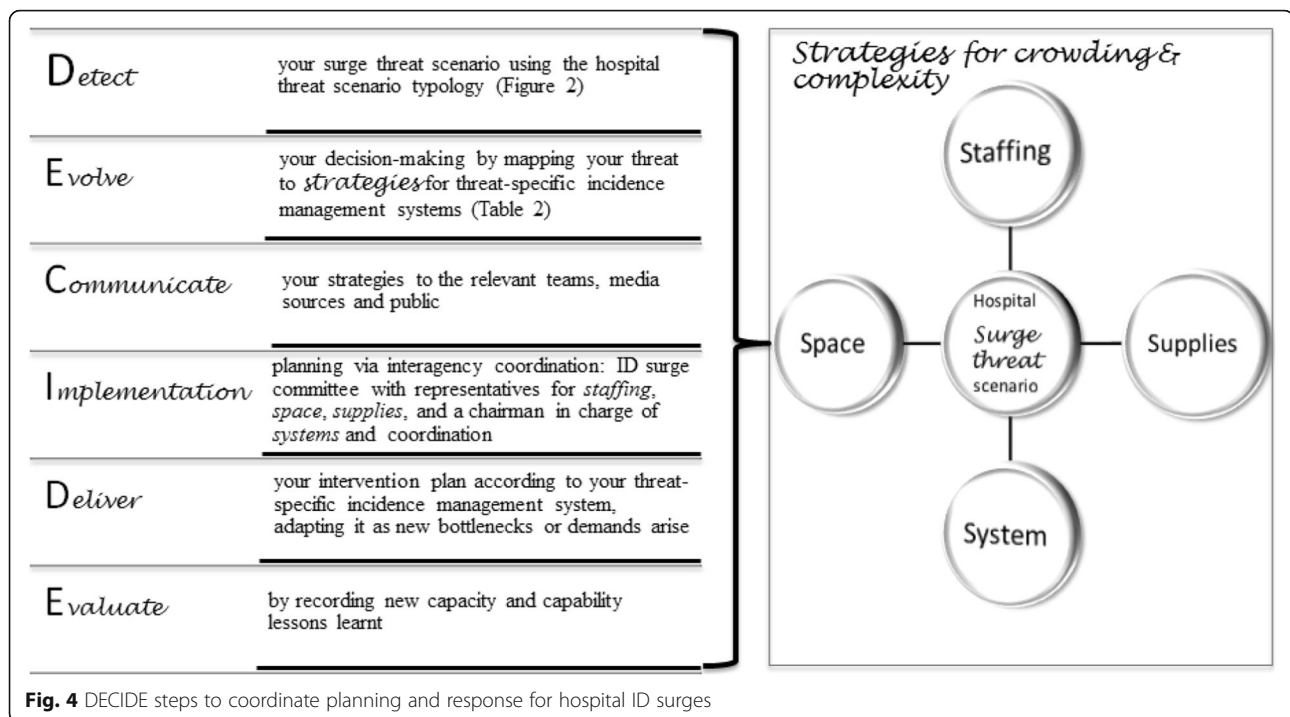 Detect
your surge threat scenario using the hospital
threat scenario typology (Figure 2)
Evolve
your decision-making by mapping your threat
to strategies for threat-specific incidence
management systems (Table 2)
Communicate
your strategies to the relevant teams, media
sources and public
Implementation
planning via interagency coordination: ID surge
committee with representatives for staffing,
space, supplies, and a chairman in charge of
systems and coordination
Deliver
your intervention plan according to your threat-
specific incidence management system,
adapting it as new bottlenecks or demands arise
Evaluate
by recording new capacity and capability
lessons learnt
Strategies for crowding &
complexity
Staffing
Space
Hospital
Surge
threat
scenario
Supplies
System
Fig. 4 DECIDE steps to coordinate planning and response for hospital ID surges